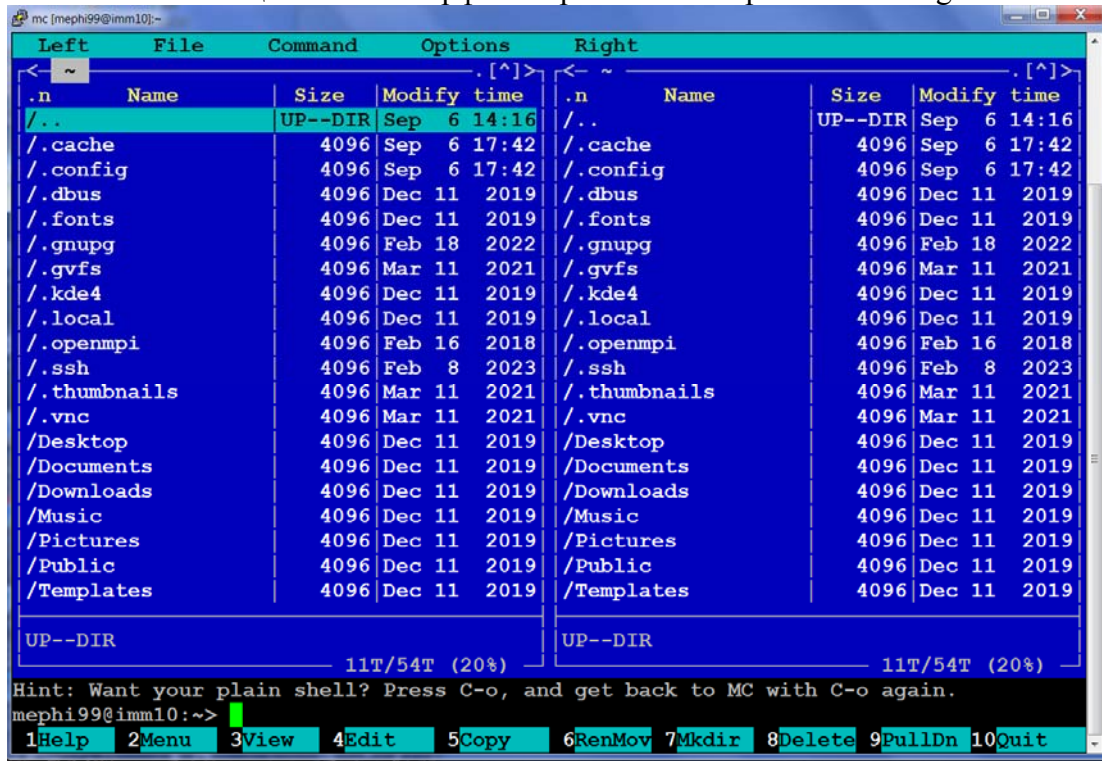 mc [mephi99@imm10]:~
Left File Command Options Right
<- ~ .[^]> <- ~ .[^]>
.n Name Size Modify time .n Name Size Modify time
/.. UP--DIR Sep 6 14:16 /.. UP--DIR Sep 6 14:16
/.cache 4096 Sep 6 17:42 /.cache 4096 Sep 6 17:42
/.config 4096 Sep 6 17:42 /.config 4096 Sep 6 17:42
/.dbus 4096 Dec 11 2019 /.dbus 4096 Dec 11 2019
/.fonts 4096 Dec 11 2019 /.fonts 4096 Dec 11 2019
/.gnupg 4096 Feb 18 2022 /.gnupg 4096 Feb 18 2022
/.gvfs 4096 Mar 11 2021 /.gvfs 4096 Mar 11 2021
/.kde4 4096 Dec 11 2019 /.kde4 4096 Dec 11 2019
/.local 4096 Dec 11 2019 /.local 4096 Dec 11 2019
/.openmpi 4096 Feb 16 2018 /.openmpi 4096 Feb 16 2018
/.ssh 4096 Feb 8 2023 /.ssh 4096 Feb 8 2023
/.thumbnails 4096 Mar 11 2021 /.thumbnails 4096 Mar 11 2021
/.vnc 4096 Mar 11 2021 /.vnc 4096 Mar 11 2021
/Desktop 4096 Dec 11 2019 /Desktop 4096 Dec 11 2019
/Documents 4096 Dec 11 2019 /Documents 4096 Dec 11 2019
/Downloads 4096 Dec 11 2019 /Downloads 4096 Dec 11 2019
/Music 4096 Dec 11 2019 /Music 4096 Dec 11 2019
/Pictures 4096 Dec 11 2019 /Pictures 4096 Dec 11 2019
/Public 4096 Dec 11 2019 /Public 4096 Dec 11 2019
/Templates 4096 Dec 11 2019 /Templates 4096 Dec 11 2019
UP--DIR UP--DIR
11T/54T (20%) 11T/54T (20%)
Hint: Want your plain shell? Press C-o, and get back to MC with C-o again.
mephi99@imm10:~>
1Help 2Menu 3View 4Edit 5Copy 6RenMov 7Mkdir 8Delete 9PullDn 10Quit